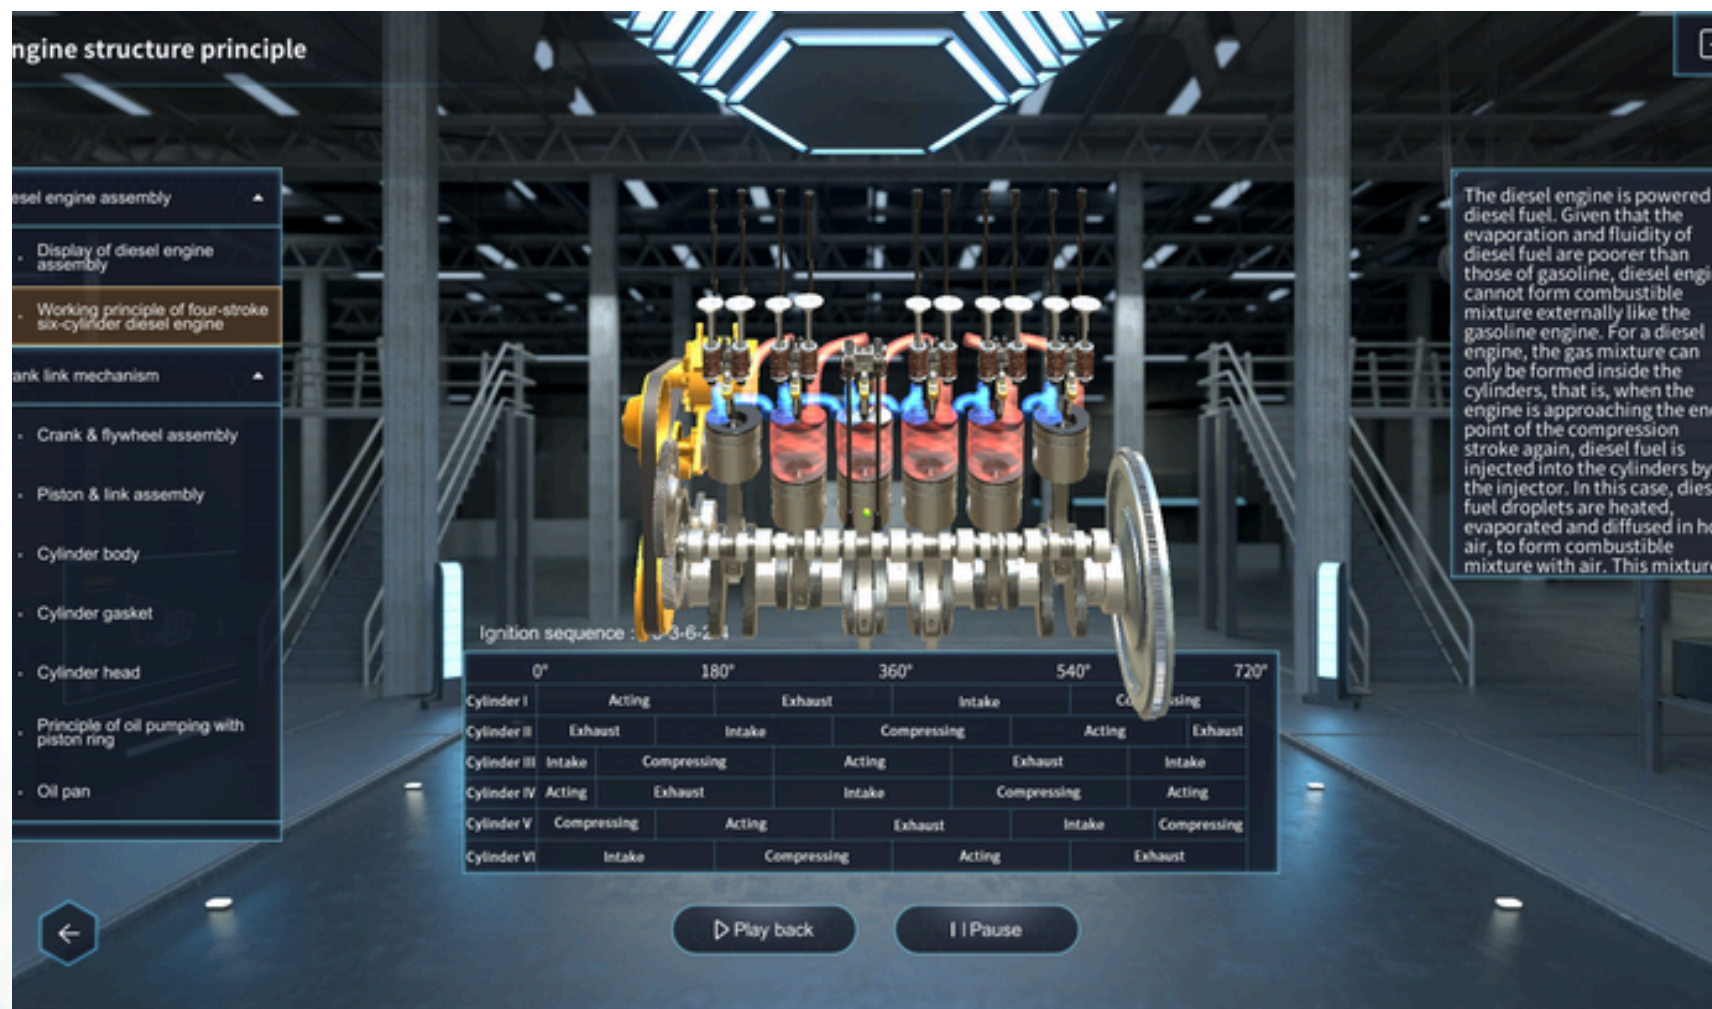 ngine structure principle
esel engine assembly
Display of diesel engine
assembly
Working principle of four-stroke
six-cylinder diesel engine
ank link mechanism
Crank & flywheel assembly
Piston & link assembly
Cylinder body
Cylinder gasket
Cylinder head
Principle of oil pumping with
piston ring
Oil pan
The diesel engine is powered
diesel fuel. Given that the
evaporation and fluidity of
diesel fuel are poorer than
those of gasoline, diesel engi
cannot form combustible
mixture externally like the
gasoline engine. For a diesel
engine, the gas mixture can
only be formed inside the
cylinders, that is, when the
engine is approaching the en
point of the compression
stroke again, diesel fuel is
injected into the cylinders by
the injector. In this case, dies
fuel droplets are heated,
evaporated and diffused in ho
air, to form combustible
mixture with air. This mixture
Ignition sequence : -3-6-2-4
0° 180° 360° 540° 720°
Cylinder I Acting Exhaust Intake Co sing
Cylinder II Exhaust Intake Compressing Acting Exhaust
Cylinder III Intake Compressing Acting Exhaust Intake
Cylinder IV Acting Exhaust Intake Compressing Acting
Cylinder V Compressing Acting Exhaust Intake Compressing
Cylinder VI Intake Compressing Acting Exhaust
Play back
Pause